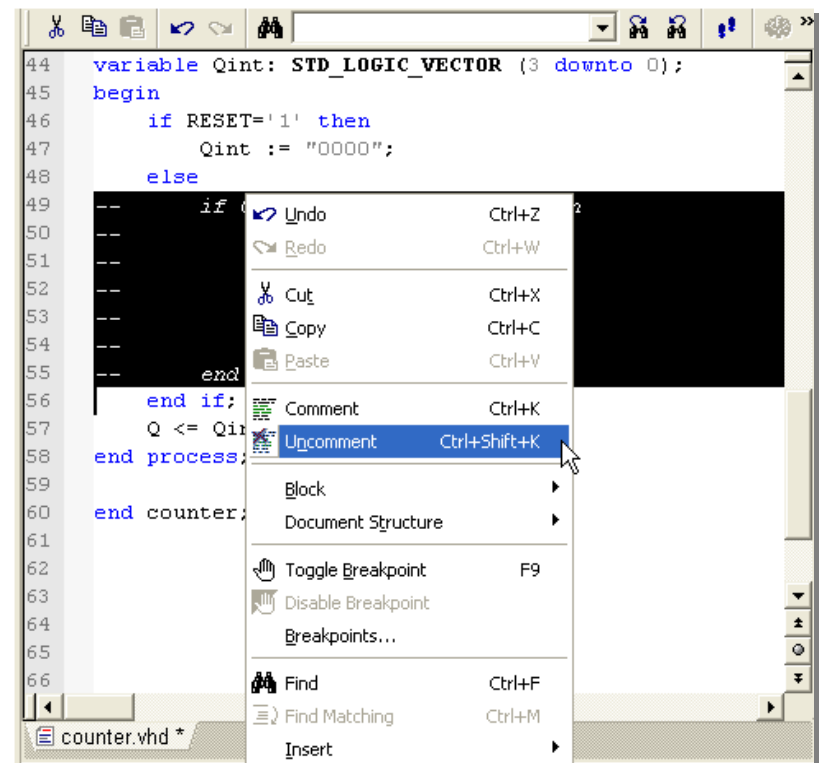 »
44 variable Qint: STD_LOGIC_VECTOR (3 downto 0);
45 begin
46 if RESET='1' then
47 Qint := "0000";
48 else
49 -- if
50 --
51 --
52 --
53 --
54 --
55 -- end
56 end if;
57 Q <= Qin
58 end process;
59
60 end counter;
61
62
63
64
65
66
Undo Ctrl+Z
Redo Ctrl+W
Cut Ctrl+X
Copy Ctrl+C
Paste Ctrl+V
Comment Ctrl+K
Uncomment Ctrl+Shift+K
Block
Document Structure
Toggle Breakpoint F9
Disable Breakpoint
Breakpoints...
Find Ctrl+F
Find Matching Ctrl+M
Insert
counter.vhd *